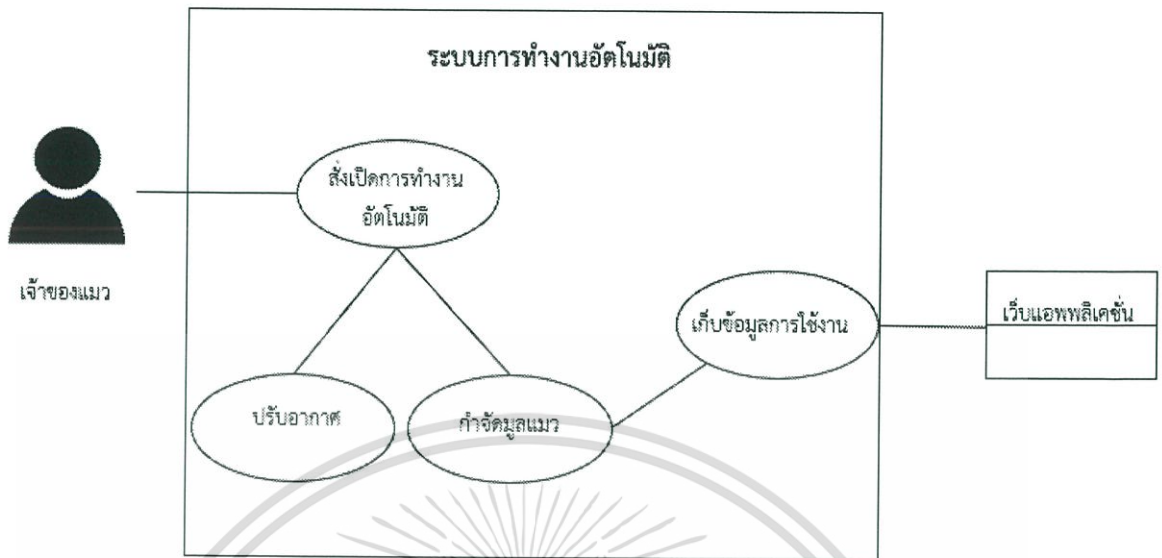 ระบบการทำงานอัตโนมัติ
สั่งเปิดการทำงาน
อัตโนมัติ
เจ้าของแมว
เก็บข้อมูลการใช้งาน
เว็บแอพพลิเคชั่น
ปรับอากาศ
กำจัดมูลแมว